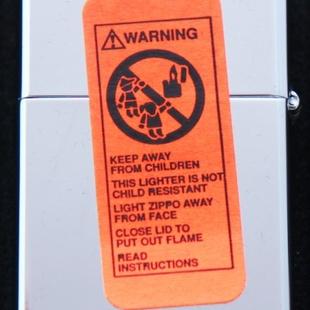 WARNING
KEEP AWAY
FROM CHILDREN
THIS LIGHTER IS NOT
CHILD RESISTANT
LIGHT ZIPPO AWAY
FROM FACE
CLOSE LID TO
PUT OUT FLAME
READ
INSTRUCTIONS